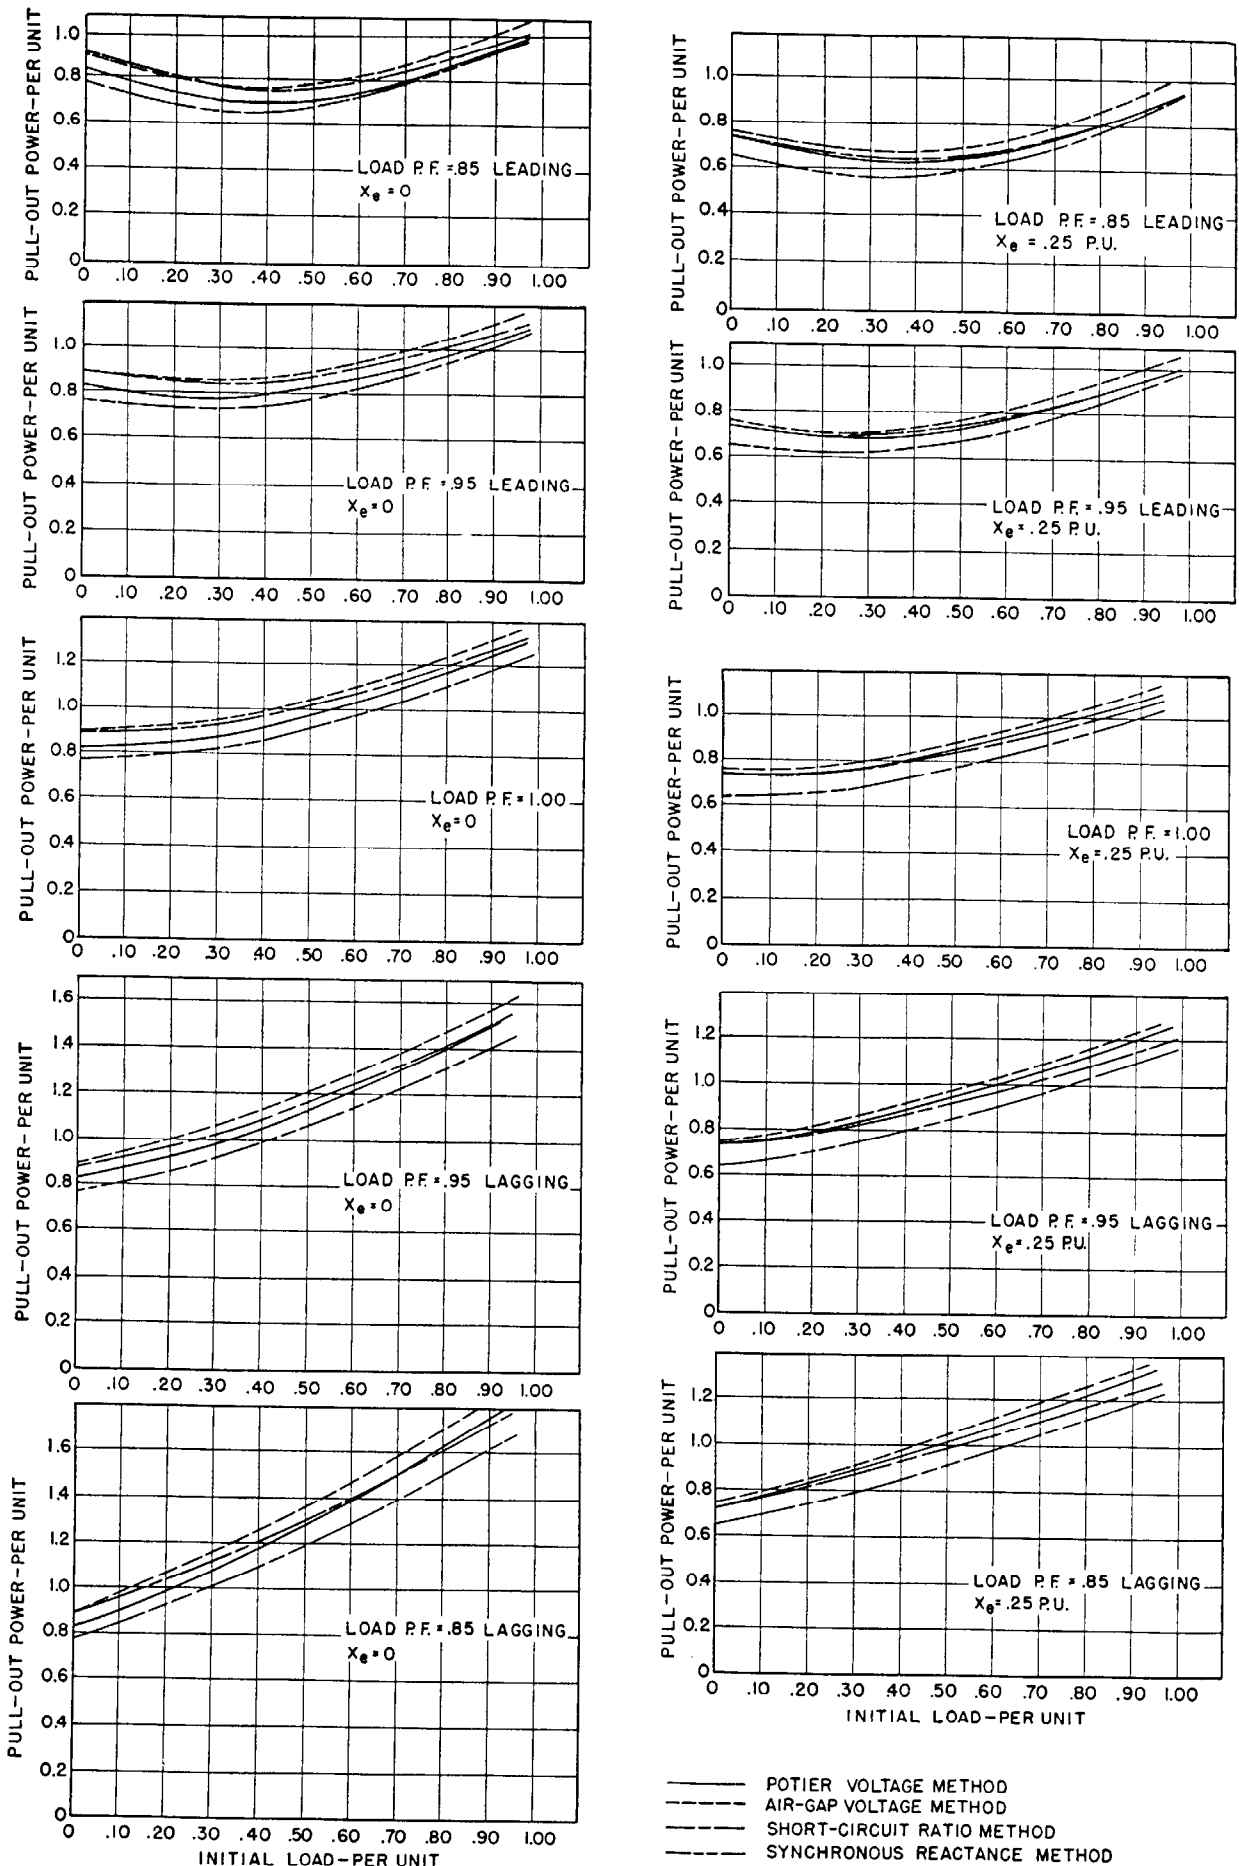 PULL-OUT POWER-PER UNIT
1.0
0.8
0.6
0.4
0.2
0
LOAD P.F. = .85 LEADING
Xe = 0
0 .10 .20 .30 .40 .50 .60 .70 .80 .90 1.00
PULL-OUT POWER-PER UNIT
1.0
0.8
0.6
0.4
0.2
0
LOAD P.F. = .95 LEADING
Xe = 0
0 .10 .20 .30 .40 .50 .60 .70 .80 .90 1.00
PULL-OUT POWER-PER UNIT
1.2
1.0
0.8
0.6
0.4
0.2
0
LOAD P.F. = 1.00
Xe = 0
0 .10 .20 .30 .40 .50 .60 .70 .80 .90 1.00
PULL-OUT POWER-PER UNIT
1.6
1.4
1.2
1.0
0.8
0.6
0.4
0.2
0
LOAD P.F. = .95 LAGGING
Xe = 0
0 .10 .20 .30 .40 .50 .60 .70 .80 .90 1.00
PULL-OUT POWER-PER UNIT
1.6
1.4
1.2
1.0
0.8
0.6
0.4
0.2
0
LOAD P.F. = .85 LAGGING
Xe = 0
0 .10 .20 .30 .40 .50 .60 .70 .80 .90 1.00
INITIAL LOAD-PER UNIT
PULL-OUT POWER-PER UNIT
1.0
0.8
0.6
0.4
0.2
0
LOAD P.F. = .85 LEADING
Xe = .25 P.U.
0 .10 .20 .30 .40 .50 .60 .70 .80 .90 1.00
PULL-OUT POWER-PER UNIT
1.0
0.8
0.6
0.4
0.2
0
LOAD P.F. = .95 LEADING
Xe = .25 P.U.
0 .10 .20 .30 .40 .50 .60 .70 .80 .90 1.00
PULL-OUT POWER-PER UNIT
1.0
0.8
0.6
0.4
0.2
0
LOAD P.F. = 1.00
Xe = .25 P.U.
0 .10 .20 .30 .40 .50 .60 .70 .80 .90 1.00
PULL-OUT POWER-PER UNIT
1.2
1.0
0.8
0.6
0.4
0.2
0
LOAD P.F. = .95 LAGGING
Xe = .25 P.U.
0 .10 .20 .30 .40 .50 .60 .70 .80 .90 1.00
PULL-OUT POWER-PER UNIT
1.2
1.0
0.8
0.6
0.4
0.2
0
LOAD P.F. = .85 LAGGING
Xe = .25 P.U.
0 .10 .20 .30 .40 .50 .60 .70 .80 .90 1.00
INITIAL LOAD-PER UNIT
POTIER VOLTAGE METHOD
AIR-GAP VOLTAGE METHOD
SHORT-CIRCUIT RATIO METHOD
SYNCHRONOUS REACTANCE METHOD